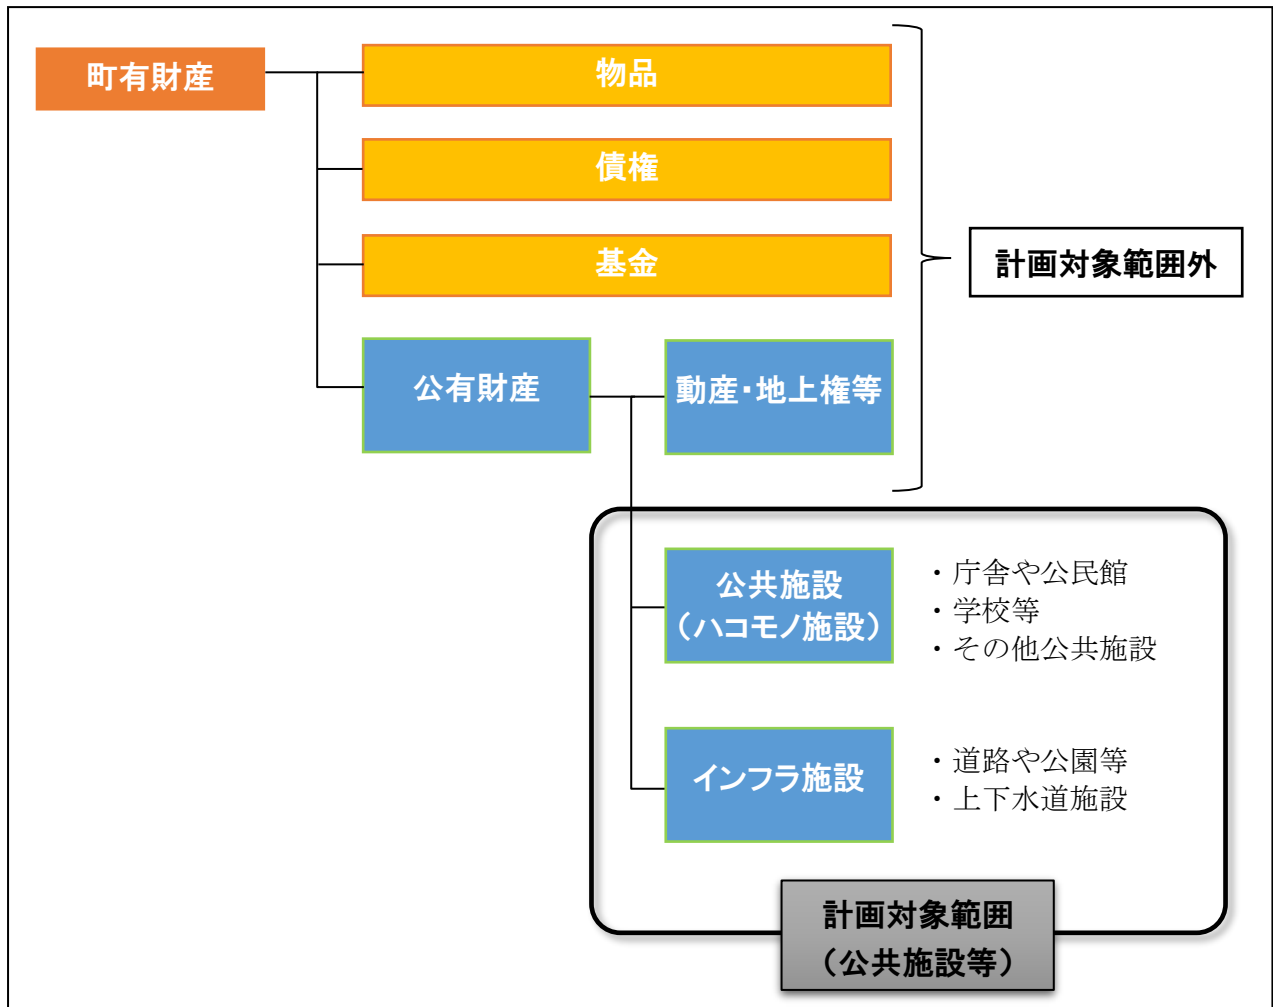 町有財産
物品
債権
基金
計画対象範囲外
公有財産
動産・地上権等
公共施設
（ハコモノ施設）
・庁舎や公民館
・学校等
・その他公共施設
インフラ施設
・道路や公園等
・上下水道施設
計画対象範囲
（公共施設等）